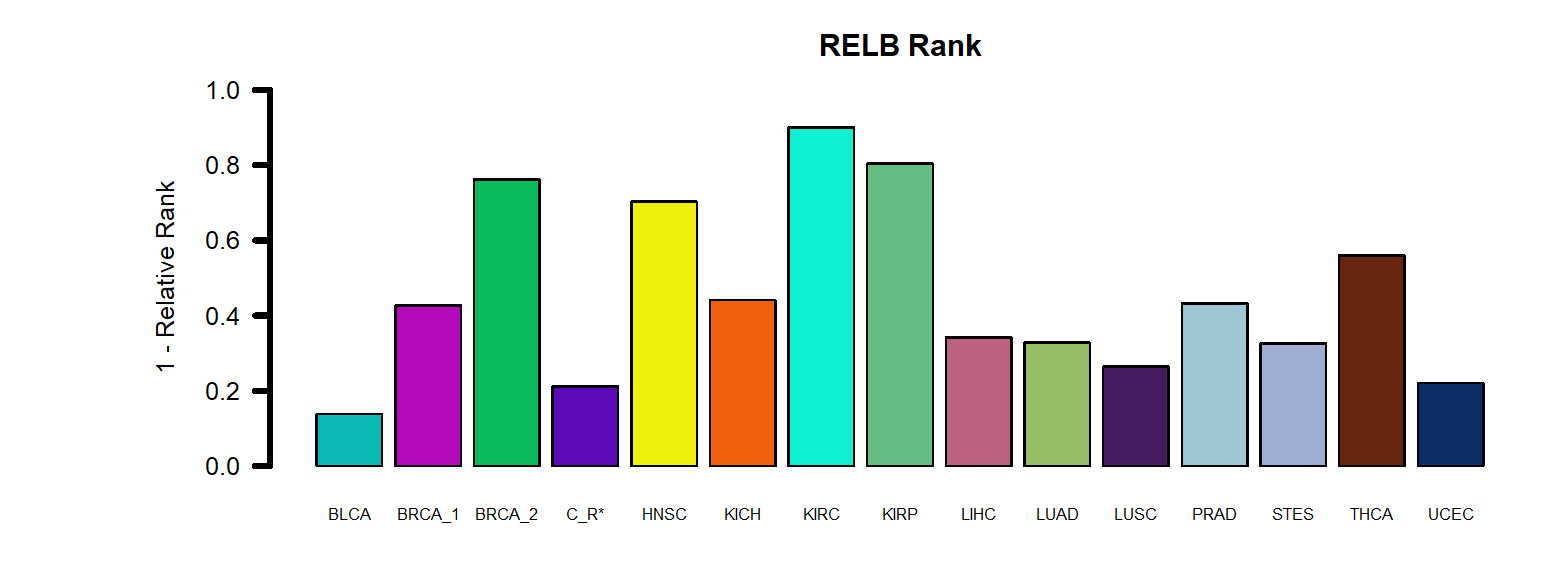 RELB Rank
1 - Relative Rank
1.0
0.8
0.6
0.4
0.2
0.0
BLCA BRCA_1 BRCA_2 C_R* HNSC KICH KIRC KIRP LIHC LUAD LUSC PRAD STES THCA UCEC